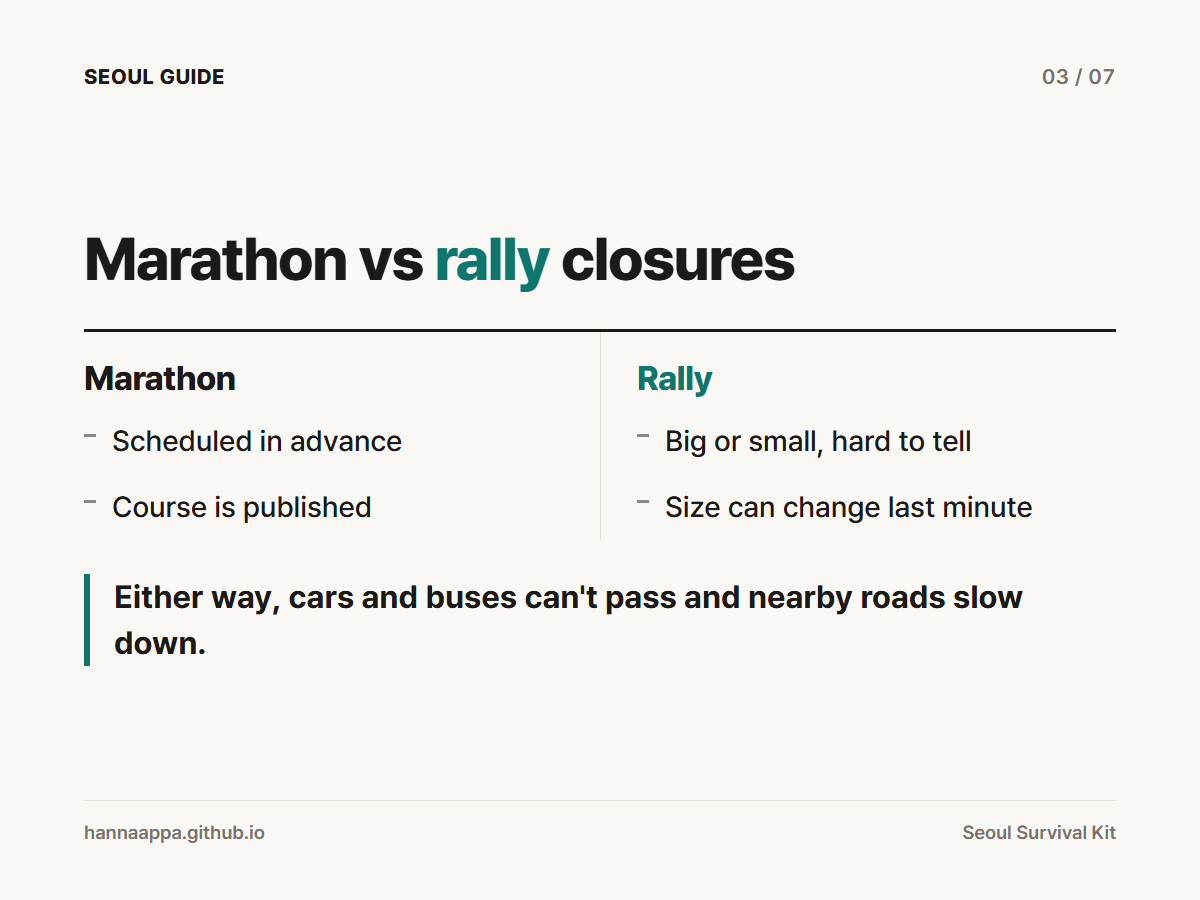 SEOUL GUIDE
03 / 07
Marathon vs rally closures
Marathon
– Scheduled in advance
– Course is published
Rally
– Big or small, hard to tell
– Size can change last minute
Either way, cars and buses can't pass and nearby roads slow
down.
hannaappa.github.io
Seoul Survival Kit